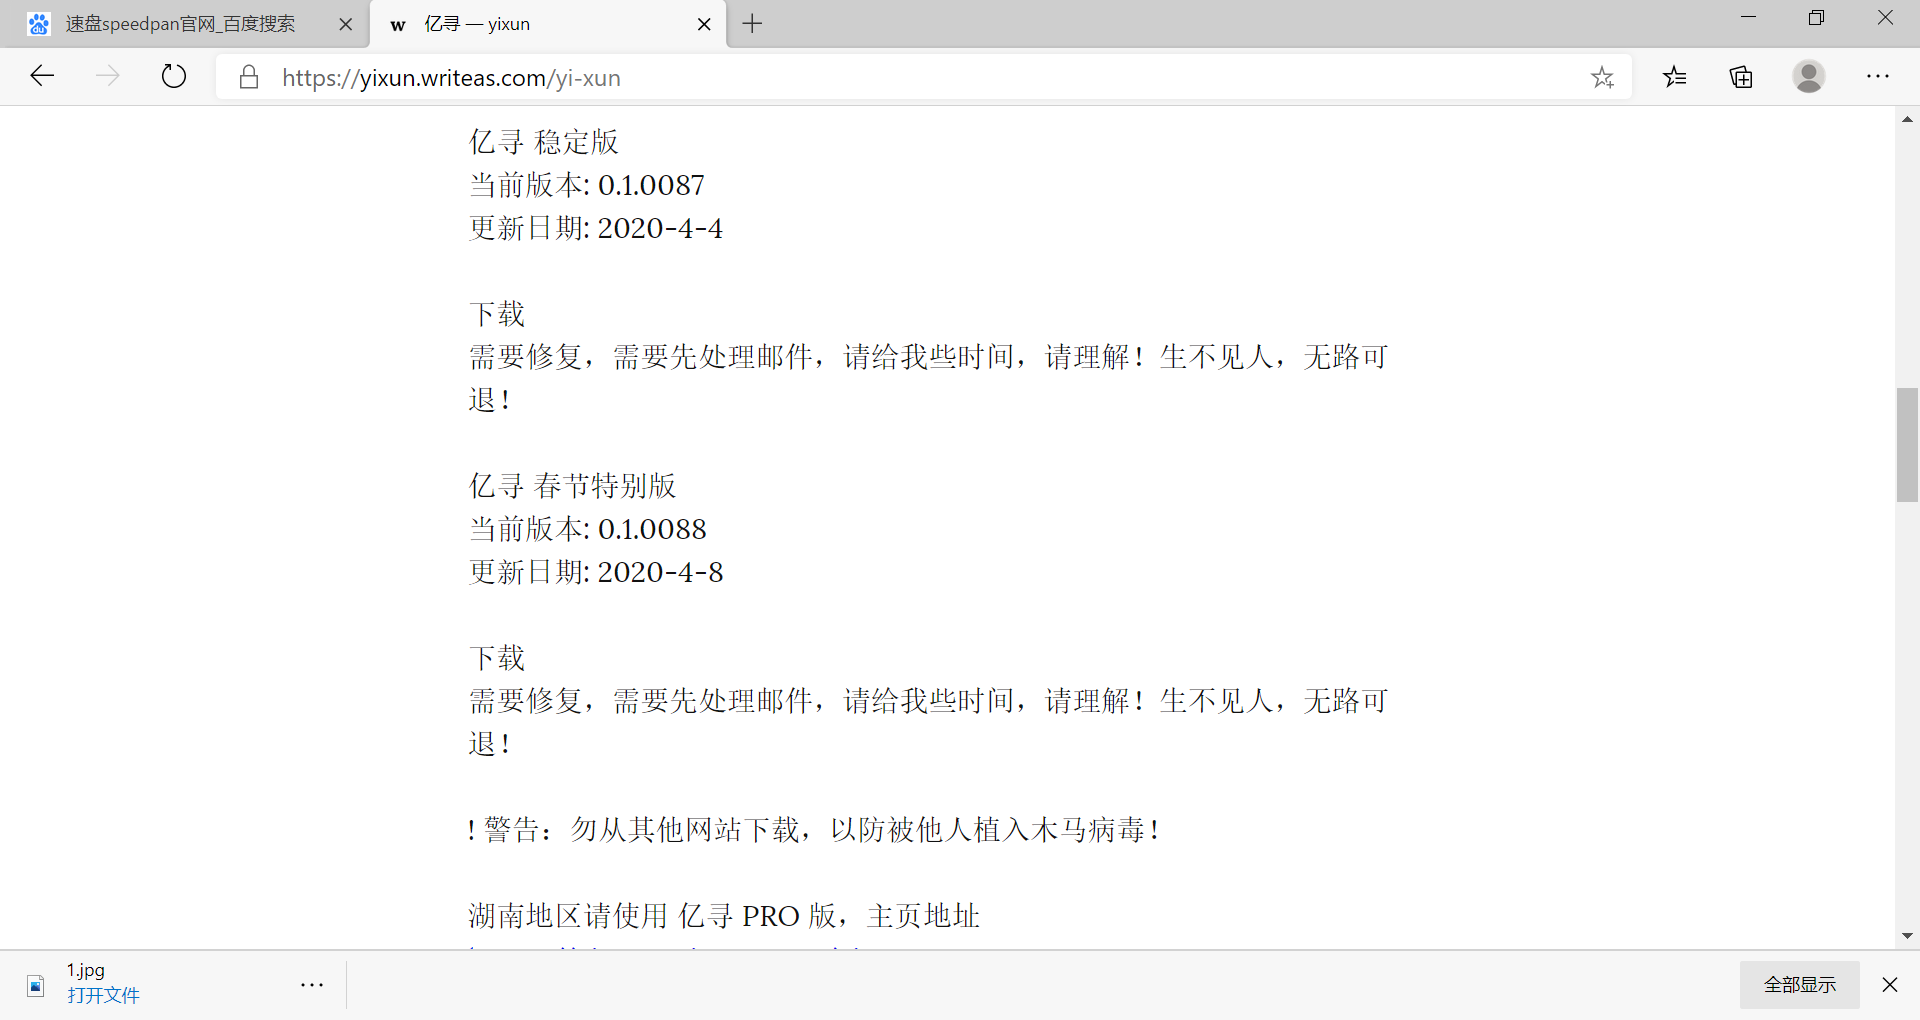 速盘speedpan官网_百度搜索
w 亿寻 — yixun
https://yixun.writeas.com/yi-xun
亿寻 稳定版
当前版本: 0.1.0087
更新日期: 2020-4-4
下载
需要修复，需要先处理邮件，请给我些时间，请理解！生不见人，无路可
退！
亿寻 春节特别版
当前版本: 0.1.0088
更新日期: 2020-4-8
下载
需要修复，需要先处理邮件，请给我些时间，请理解！生不见人，无路可
退！
! 警告：勿从其他网站下载，以防被他人植入木马病毒！
湖南地区请使用 亿寻 PRO 版，主页地址
1.jpg
打开文件
全部显示